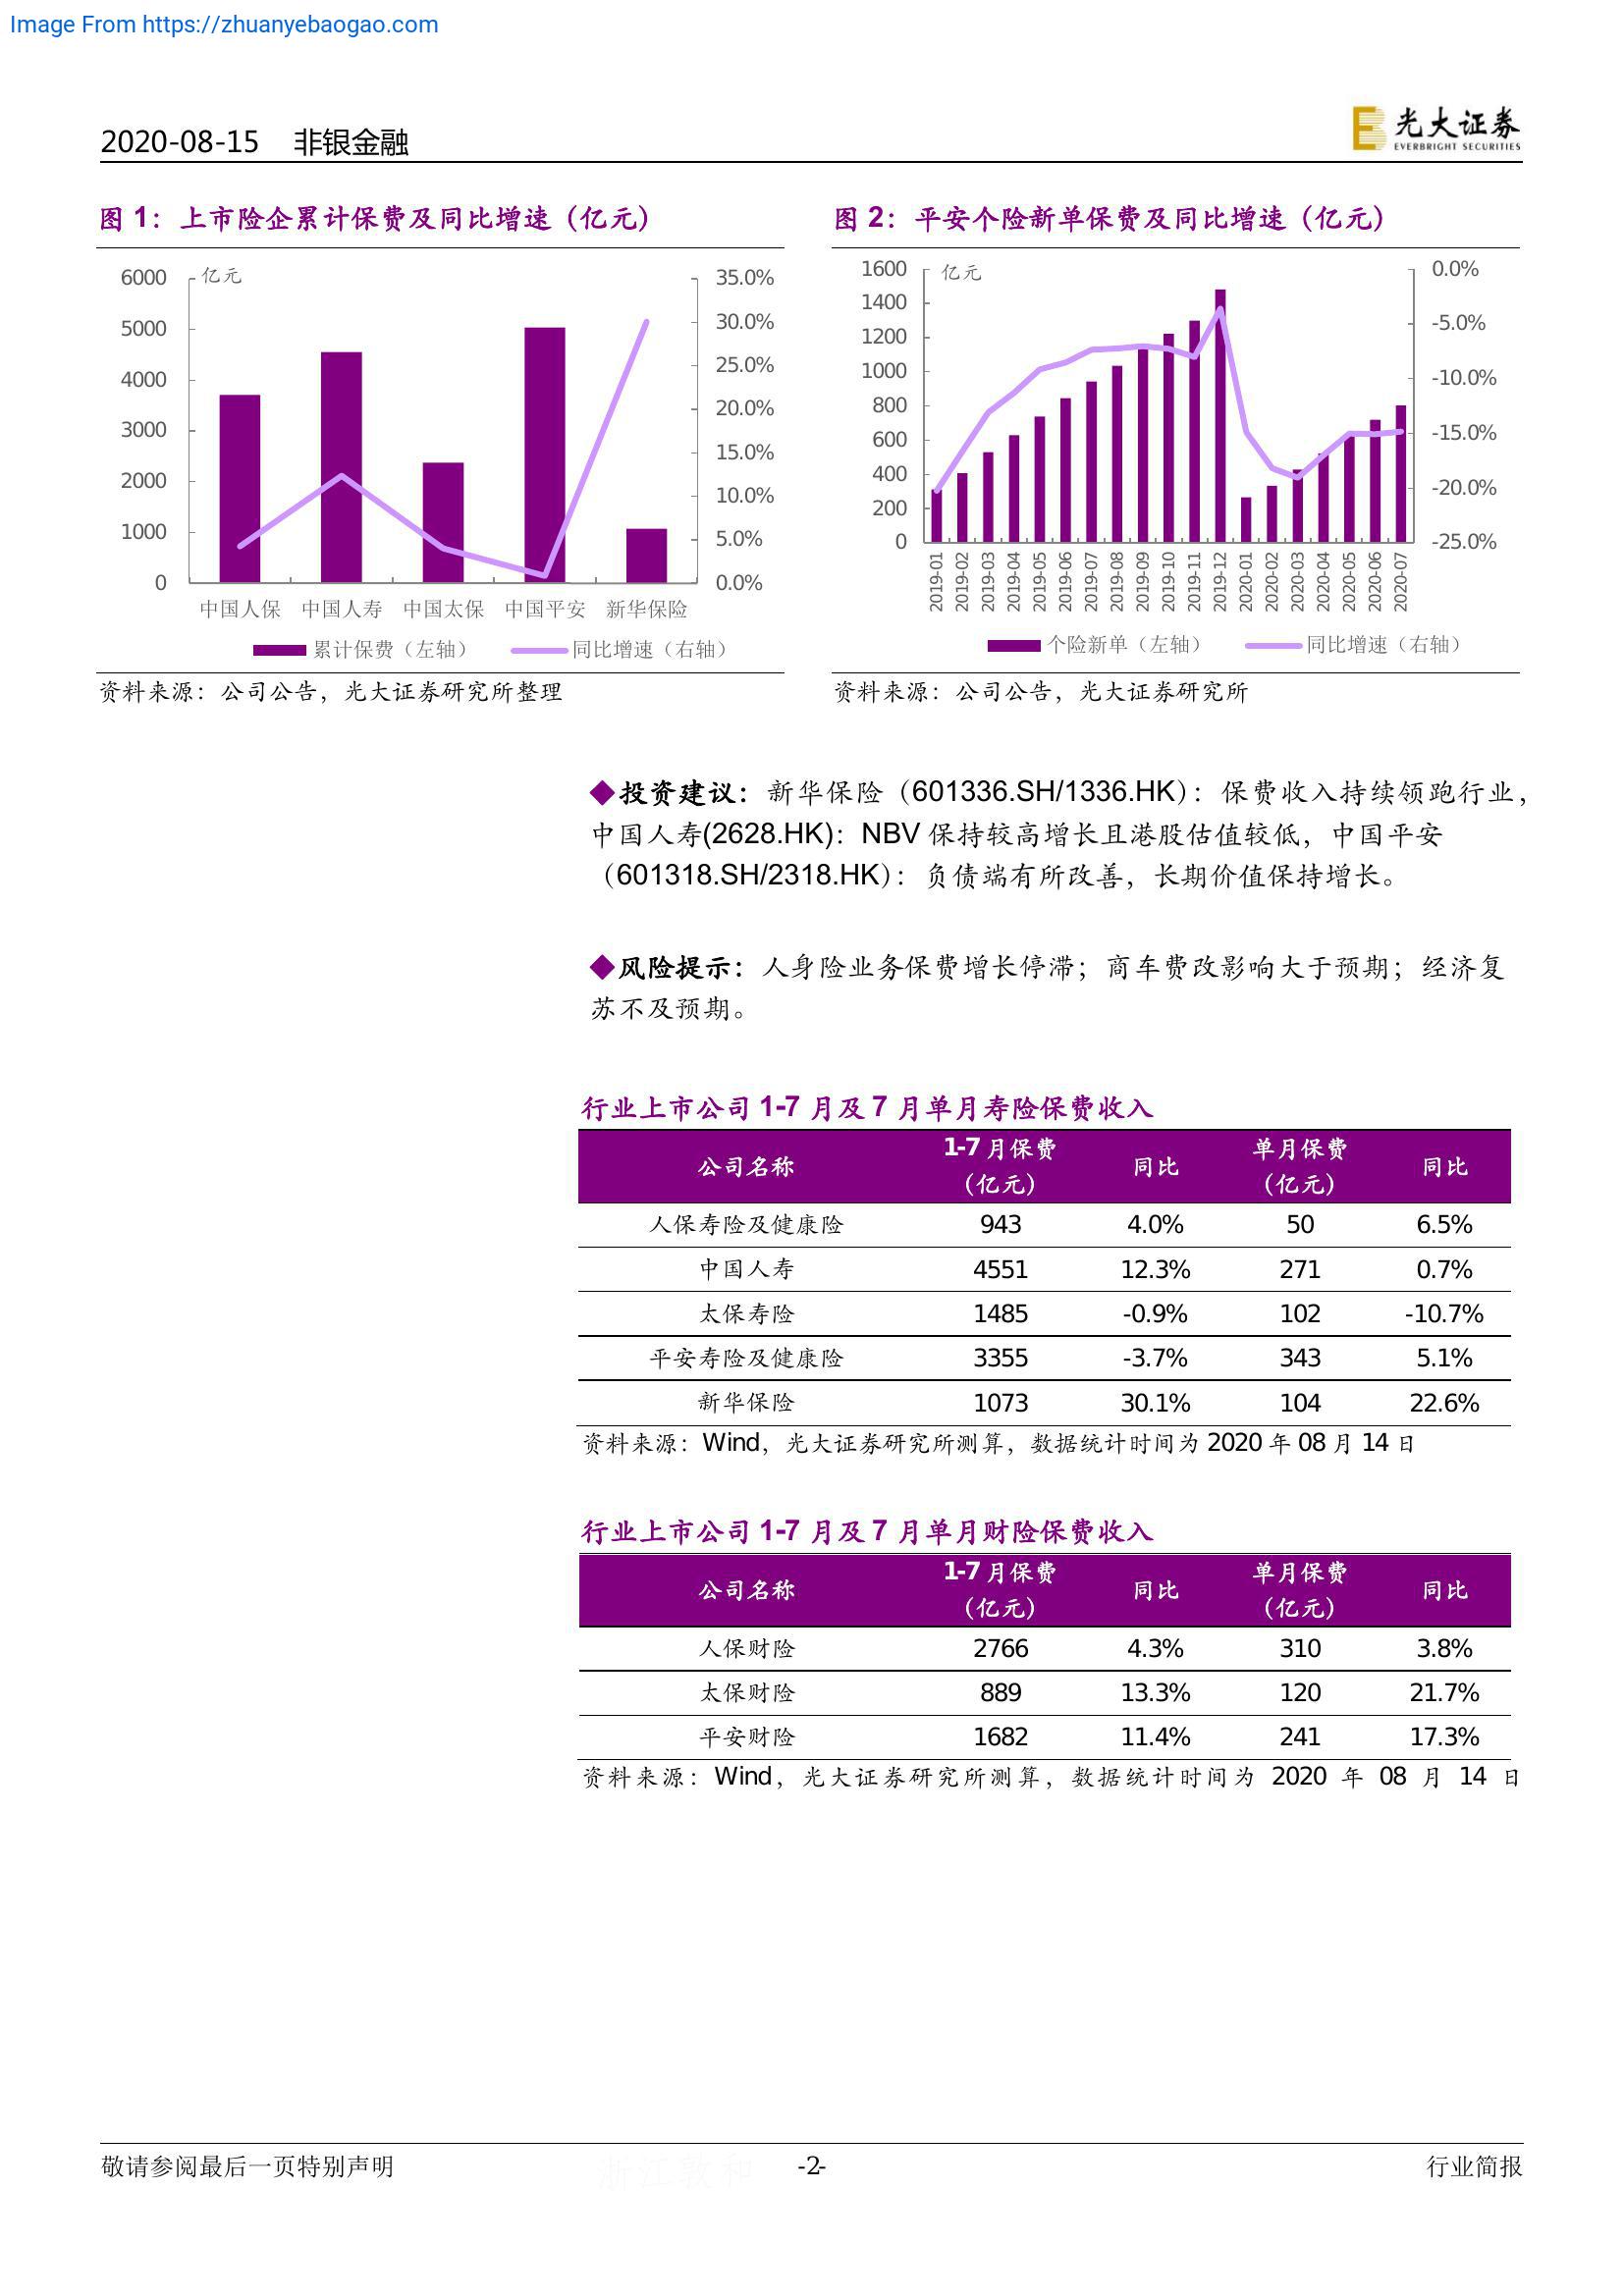 Image From https://zhuanyebaogao.com
2020-08-15 非银金融
光大证券
EVERBRIGHT SECURITIES
图 1：上市险企累计保费及同比增速（亿元）
亿元
6000
5000
4000
3000
2000
1000
0
35.0%
30.0%
25.0%
20.0%
15.0%
10.0%
5.0%
0.0%
中国人保 中国人寿 中国太保 中国平安 新华保险
累计保费（左轴） 同比增速（右轴）
资料来源：公司公告，光大证券研究所整理
图 2：平安个险新单保费及同比增速（亿元）
亿元
1600
1400
1200
1000
800
600
400
200
0
0.0%
-5.0%
-10.0%
-15.0%
-20.0%
-25.0%
2019-01 2019-02 2019-03 2019-04 2019-05 2019-06 2019-07 2019-08 2019-09 2019-10 2019-11 2019-12 2020-01 2020-02 2020-03 2020-04 2020-05 2020-06 2020-07
个险新单（左轴） 同比增速（右轴）
资料来源：公司公告，光大证券研究所
◆投资建议：新华保险（601336.SH/1336.HK）：保费收入持续领跑行业，
中国人寿(2628.HK)：NBV 保持较高增长且港股估值较低，中国平安
（601318.SH/2318.HK）：负债端有所改善，长期价值保持增长。
◆风险提示：人身险业务保费增长停滞；商车费改影响大于预期；经济复
苏不及预期。
行业上市公司 1-7 月及 7 月单月寿险保费收入
公司名称 1-7 月保费（亿元） 同比 单月保费（亿元） 同比
人保寿险及健康险 943 4.0% 50 6.5%
中国人寿 4551 12.3% 271 0.7%
太保寿险 1485 -0.9% 102 -10.7%
平安寿险及健康险 3355 -3.7% 343 5.1%
新华保险 1073 30.1% 104 22.6%
资料来源：Wind，光大证券研究所测算，数据统计时间为 2020 年 08 月 14 日
行业上市公司 1-7 月及 7 月单月财险保费收入
公司名称 1-7 月保费（亿元） 同比 单月保费（亿元） 同比
人保财险 2766 4.3% 310 3.8%
太保财险 889 13.3% 120 21.7%
平安财险 1682 11.4% 241 17.3%
资料来源：Wind，光大证券研究所测算，数据统计时间为 2020 年 08 月 14 日
敬请参阅最后一页特别声明 -2- 行业简报